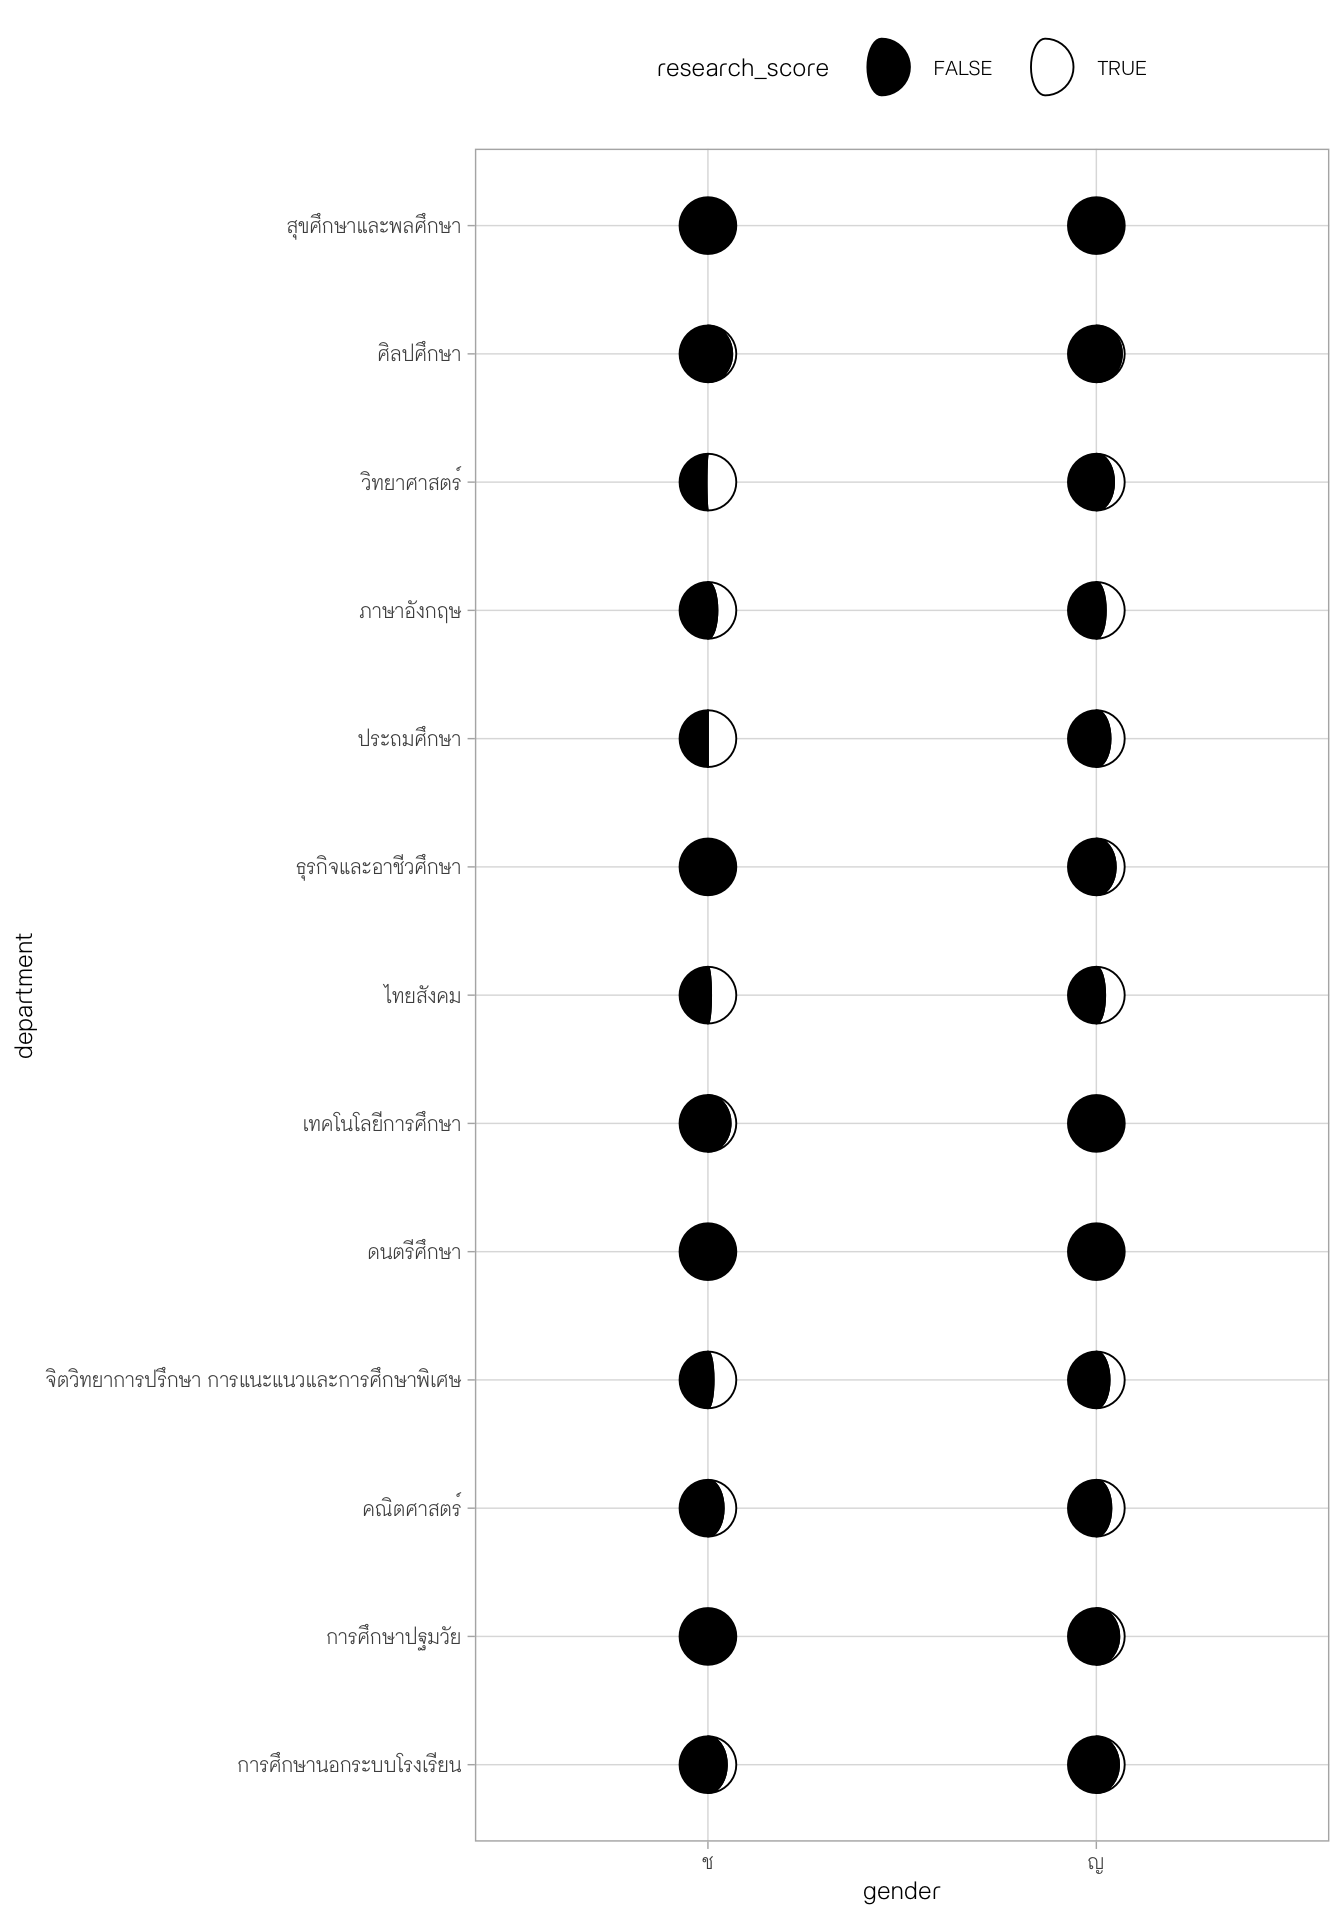 research_score FALSE TRUE
สุขศึกษาและพลศึกษา
ศิลปศึกษา
วิทยาศาสตร์
ภาษาอังกฤษ
ประถมศึกษา
ธุรกิจและอาชีวศึกษา
ไทยสังคม
เทคโนโลยีการศึกษา
ดนตรีศึกษา
จิตวิทยาการปรึกษา การแนะแนวและการศึกษาพิเศษ
คณิตศาสตร์
การศึกษาปฐมวัย
การศึกษานอกระบบโรงเรียน
department
ช ญ
gender